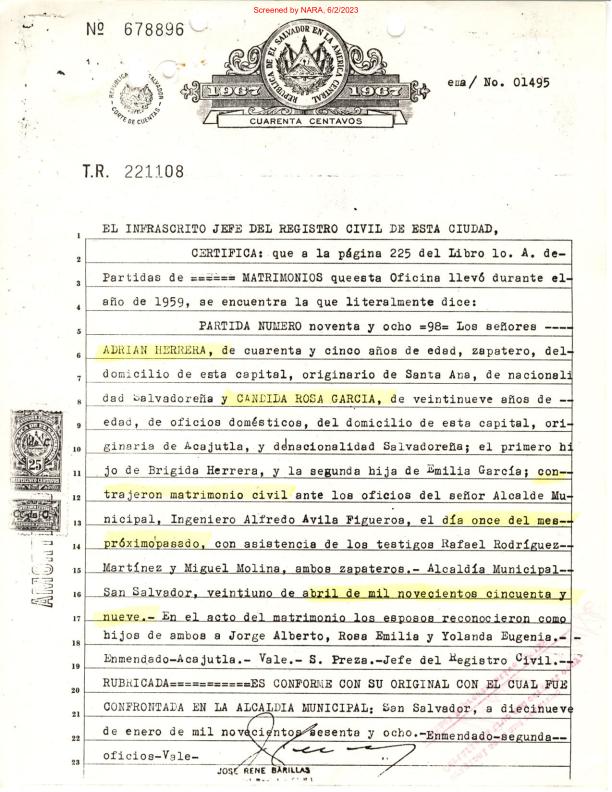 Screened by NARA, 6/2/2023
Nº 678896
REPUBLICA DE EL SALVADOR EN LA AMERICA CENTRAL
1967 1967
CUARENTA CENTAVOS
CORTE DE CUENTAS
ema/ No. 01495
T.R. 221108
1 EL INFRASCRITO JEFE DEL REGISTRO CIVIL DE ESTA CIUDAD,
2 CERTIFICA: que a la página 225 del Libro 1o. A. de-
3 Partidas de ====== MATRIMONIOS queesta Oficina llevó durante el-
4 año de 1959, se encuentra la que literalmente dice:
5 PARTIDA NUMERO noventa y ocho =98= Los señores ----
6 ADRIAN HERRERA, de cuarenta y cinco años de edad, zapatero, del-
7 domicilio de esta capital, originario de Santa Ana, de nacionali
8 dad Salvadoreña y CANDIDA ROSA GARCIA, de veintinueve años de --
9 edad, de oficios domésticos, del domicilio de esta capital, ori-
10 ginaria de Acajutla, y denacionalidad Salvadoreña; el primero hi
11 jo de Brigida Herrera, y la segunda hija de Emilia García; con--
12 trajeron matrimonio civil ante los oficios del señor Alcalde Mu-
13 nicipal, Ingeniero Alfredo Avila Figueroa, el día once del mes--
14 próximo pasado, con asistencia de los testigos Rafael Rodríguez--
15 Martínez y Miguel Molina, ambos zapateros.- Alcaldía Municipal--
16 San Salvador, veintiuno de abril de mil novecientos cincuenta y
17 nueve.- En el acto del matrimonio los esposos reconocieron como
18 hijos de ambos a Jorge Alberto, Rosa Emilia y Yolanda Eugenia.- -
19 Enmendado-Acajutla.- Vale.- S. Preza.-Jefe del Registro Civil.--
20 RUBRICADA===========ES CONFORME CON SU ORIGINAL CON EL CUAL FUE
21 CONFRONTADA EN LA ALCALDIA MUNICIPAL: San Salvador, a diecinueve
22 de enero de mil novecientos sesenta y ocho.-Enmendado-segunda--
23 oficios-Vale-
JOSE RENE BARILLAS
25